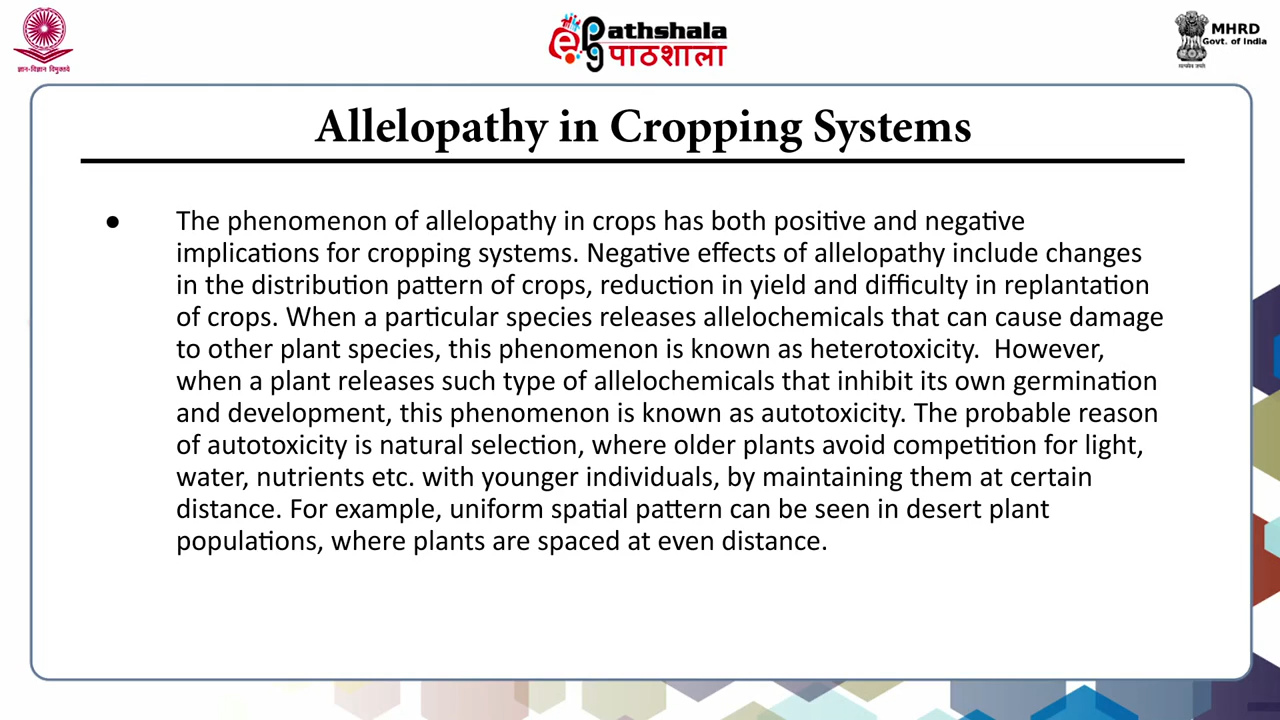 ज्ञान-विज्ञान विमुक्तये
ePathshala
पाठशाला
MHRD
Govt. of India
सत्यमेव जयते
Allelopathy in Cropping Systems
● The phenomenon of allelopathy in crops has both positive and negative
implications for cropping systems. Negative effects of allelopathy include changes
in the distribution pattern of crops, reduction in yield and difficulty in replantation
of crops. When a particular species releases allelochemicals that can cause damage
to other plant species, this phenomenon is known as heterotoxicity.  However,
when a plant releases such type of allelochemicals that inhibit its own germination
and development, this phenomenon is known as autotoxicity. The probable reason
of autotoxicity is natural selection, where older plants avoid competition for light,
water, nutrients etc. with younger individuals, by maintaining them at certain
distance. For example, uniform spatial pattern can be seen in desert plant
populations, where plants are spaced at even distance.